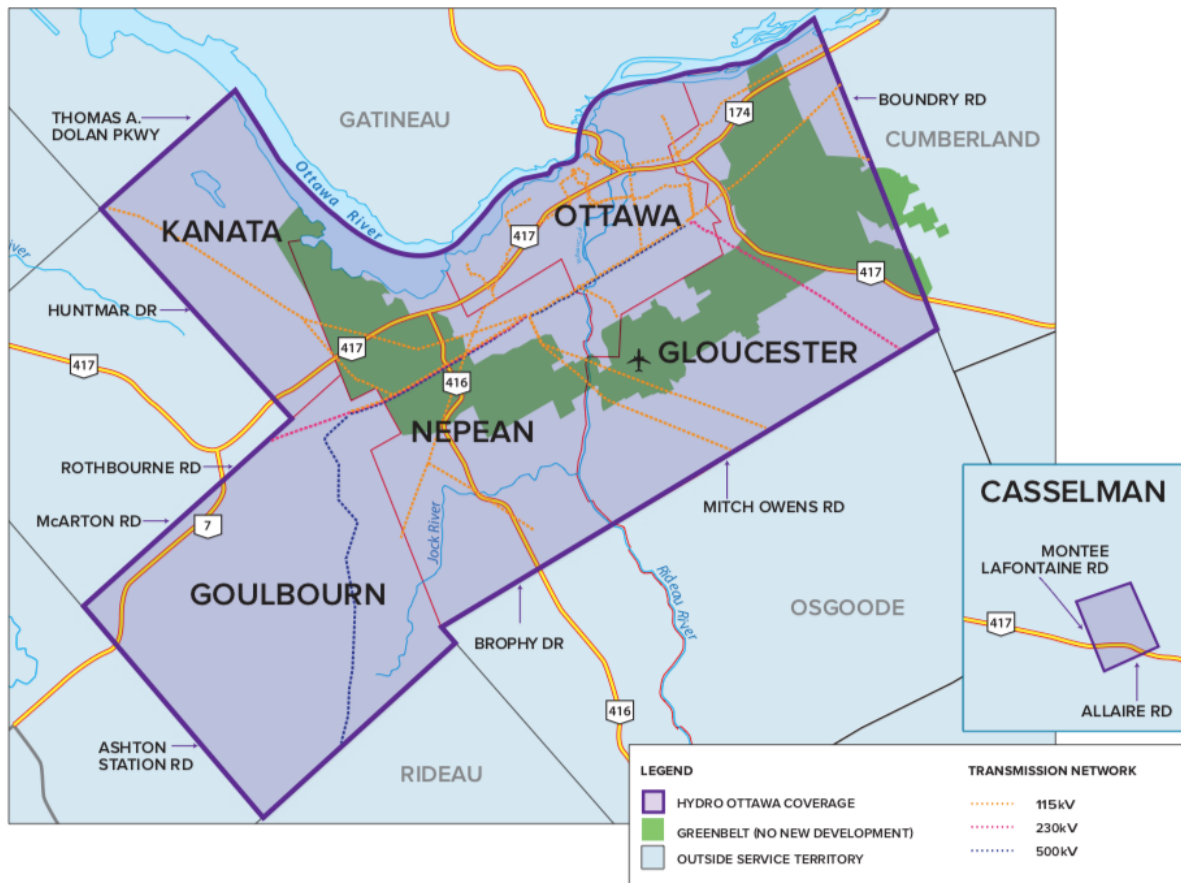 THOMAS A.
DOLAN PKWY
GATINEAU
174
BOUNDRY RD
CUMBERLAND
Ottawa River
KANATA
OTTAWA
417
River
417
HUNTMAR DR
417
417
416
GLOUCESTER
NEPEAN
ROTHBOURNE RD
MITCH OWENS RD
McARTON RD
7
Jock River
GOULBOURN
Rideau River
OSGOODE
BROPHY DR
416
ASHTON
STATION RD
RIDEAU
CASSELMAN
MONTEE
LAFONTAINE RD
417
ALLAIRE RD
LEGEND
HYDRO OTTAWA COVERAGE
GREENBELT (NO NEW DEVELOPMENT)
OUTSIDE SERVICE TERRITORY
TRANSMISSION NETWORK
115kV
230kV
500kV